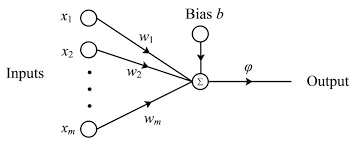 x₁
Bias b
w₁
x₂
w₂
Inputs
Σ
φ
Output
wₘ
xₘ